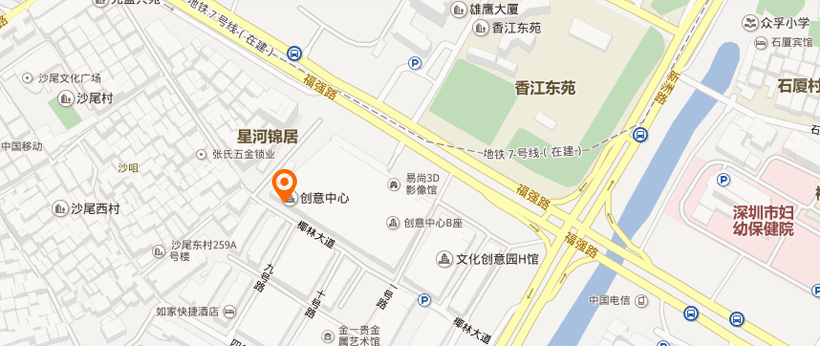 雄鹰大厦
香江东苑
众孚小学
石厦宾馆
地铁7号线(在建)
沙尾文化广场
沙尾村
福强路
香江东苑
新洲路
石厦村
中国移动
星河锦居
张氏五金锁业
地铁7号线(在建)
沙咀
易尚3D
影像馆
福强路
创意中心
沙尾西村
创意中心B座
深圳市妇
幼保健院
椰林大道
福强路
沙尾东村259A
号楼
文化创意园H馆
九号路
十号路
一号路
中国电信
如家快捷酒店
椰林大道
金一贵金
属艺术馆